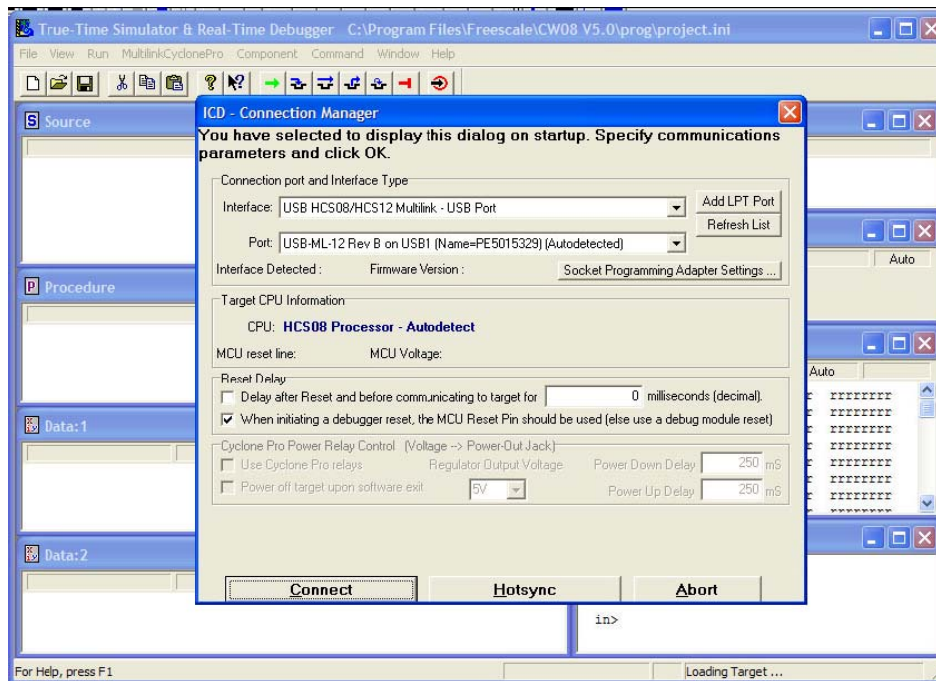 True-Time Simulator & Real-Time Debugger C:\Program Files\Freescale\CW08 V5.0\prog\project.ini
File View Run MultilinkCyclonePro Component Command Window Help
Source
ICD - Connection Manager
You have selected to display this dialog on startup. Specify communications
parameters and click OK.
Connection port and Interface Type
Interface: USB HCS08/HCS12 Multilink - USB Port
Add LPT Port
Refresh List
Port: USB-ML-12 Rev B on USB1 (Name=PE5015329) (Autodetected)
Interface Detected : Firmware Version : Socket Programming Adapter Settings ...
Auto
Procedure
Target CPU Information
CPU: HCS08 Processor - Autodetect
MCU reset line: MCU Voltage:
Auto
Reset Delay
Delay after Reset and before communicating to target for 0 milliseconds (decimal).
When initiating a debugger reset, the MCU Reset Pin should be used (else use a debug module reset)
r rrrrrrrr
r rrrrrrrr
r rrrrrrrr
r rrrrrrrr
r rrrrrrrr
r rrrrrrrr
r rrrrrrrr
Data:1
Cyclone Pro Power Relay Control (Voltage --> Power-Out Jack)
Use Cyclone Pro relays Regulator Output Voltage Power Down Delay 250 mS
Power off target upon software exit 5V Power Up Delay 250 mS
Data:2
Connect Hotsync Abort
in>
For Help, press F1
Loading Target ...